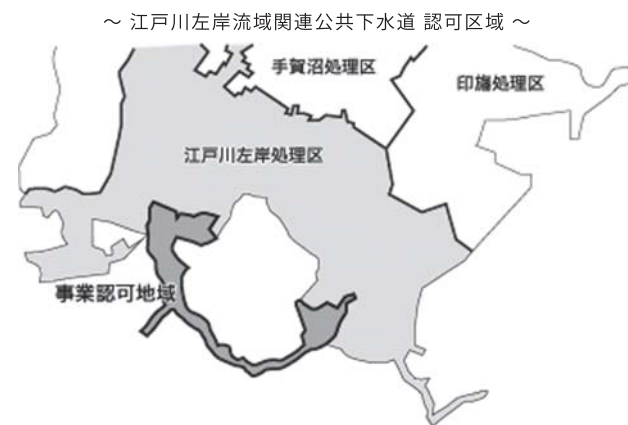 ～ 江戸川左岸流域関連公共下水道 認可区域 ～
手賀沼処理区
印旛処理区
江戸川左岸処理区
事業認可地域